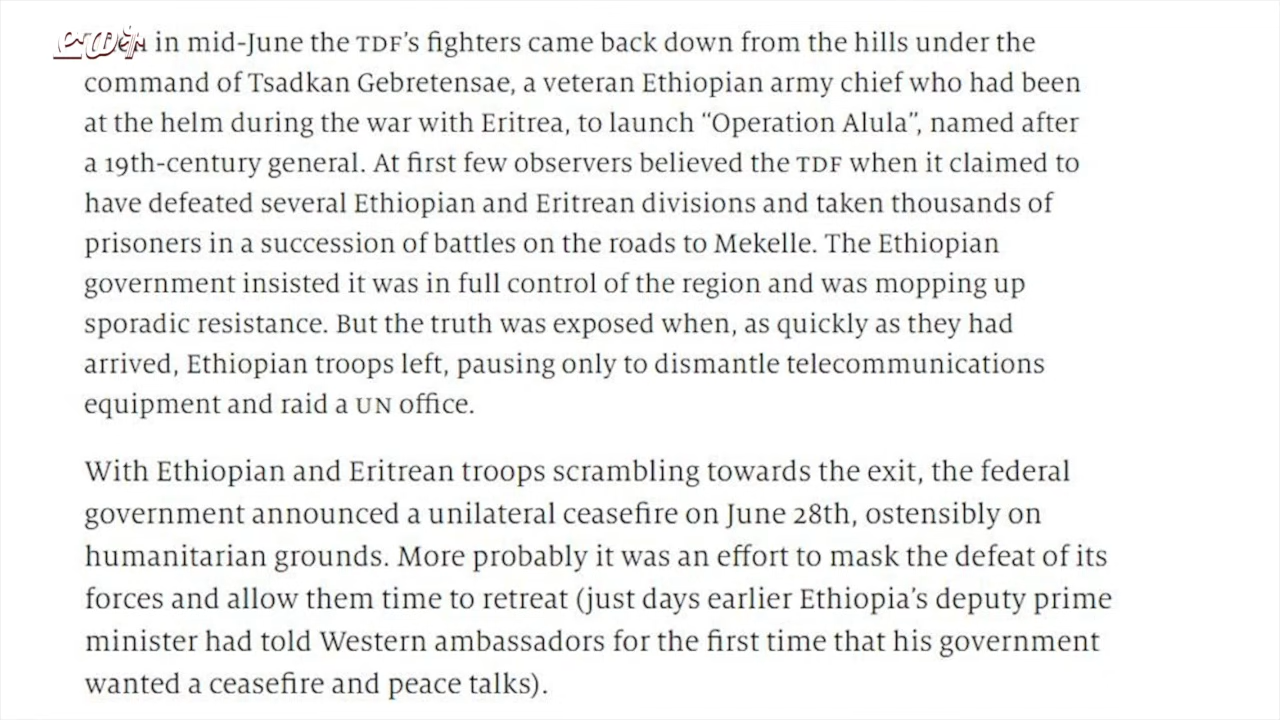 in mid-June the TDF's fighters came back down from the hills under the
command of Tsadkan Gebretensae, a veteran Ethiopian army chief who had been
at the helm during the war with Eritrea, to launch “Operation Alula”, named after
a 19th-century general. At first few observers believed the TDF when it claimed to
have defeated several Ethiopian and Eritrean divisions and taken thousands of
prisoners in a succession of battles on the roads to Mekelle. The Ethiopian
government insisted it was in full control of the region and was mopping up
sporadic resistance. But the truth was exposed when, as quickly as they had
arrived, Ethiopian troops left, pausing only to dismantle telecommunications
equipment and raid a UN office.
With Ethiopian and Eritrean troops scrambling towards the exit, the federal
government announced a unilateral ceasefire on June 28th, ostensibly on
humanitarian grounds. More probably it was an effort to mask the defeat of its
forces and allow them time to retreat (just days earlier Ethiopia's deputy prime
minister had told Western ambassadors for the first time that his government
wanted a ceasefire and peace talks).